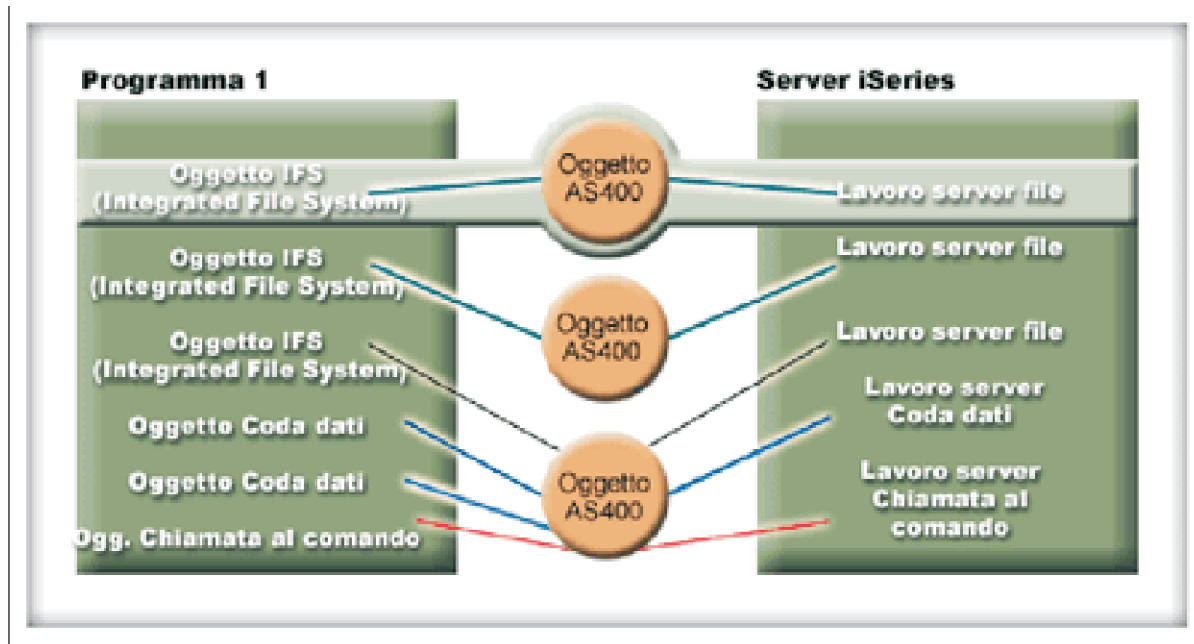 Programma 1
Server iSeries
Oggetto IFS
(Integrated File System)
Oggetto
AS400
Lavoro server file
Oggetto IFS
(Integrated File System)
Lavoro server file
Oggetto
AS400
Oggetto IFS
(Integrated File System)
Lavoro server file
Oggetto Coda dati
Lavoro server
Coda dati
Oggetto Coda dati
Oggetto
AS400
Lavoro server
Chiamata al
comando
Ogg. Chiamata al comando